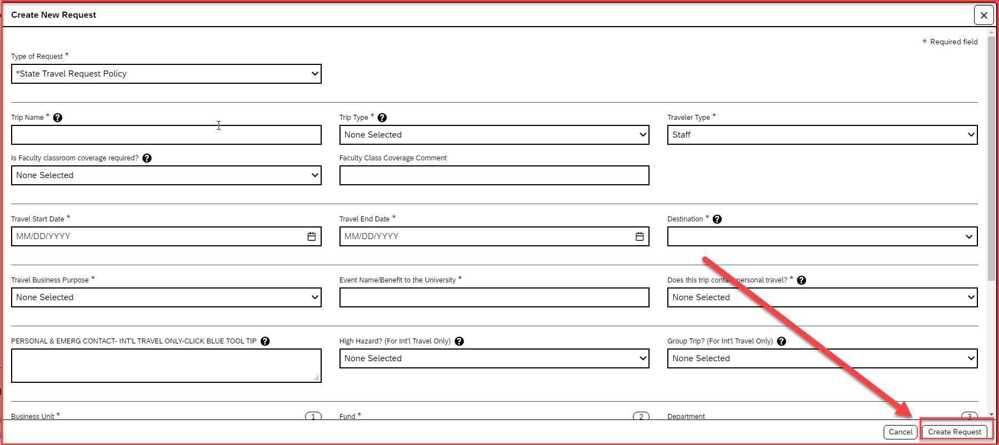 Create New Request
* Required field
Type of Request *
*State Travel Request Policy
Trip Name * ?
Trip Type * ?
Traveler Type *
None Selected
Staff
Is Faculty classroom coverage required? ?
Faculty Class Coverage Comment
None Selected
Travel Start Date *
Travel End Date *
Destination * ?
MM/DD/YYYY
MM/DD/YYYY
Travel Business Purpose *
Event Name/Benefit to the University *
Does this trip contain personal travel? * ?
None Selected
None Selected
PERSONAL & EMERG CONTACT- INT'L TRAVEL ONLY-CLICK BLUE TOOL TIP ?
High Hazard? (For Int'l Travel Only) ?
Group Trip? (For Int'l Travel Only) ?
None Selected
None Selected
Business Unit *
1
Fund *
2
Department
3
Cancel
Create Request